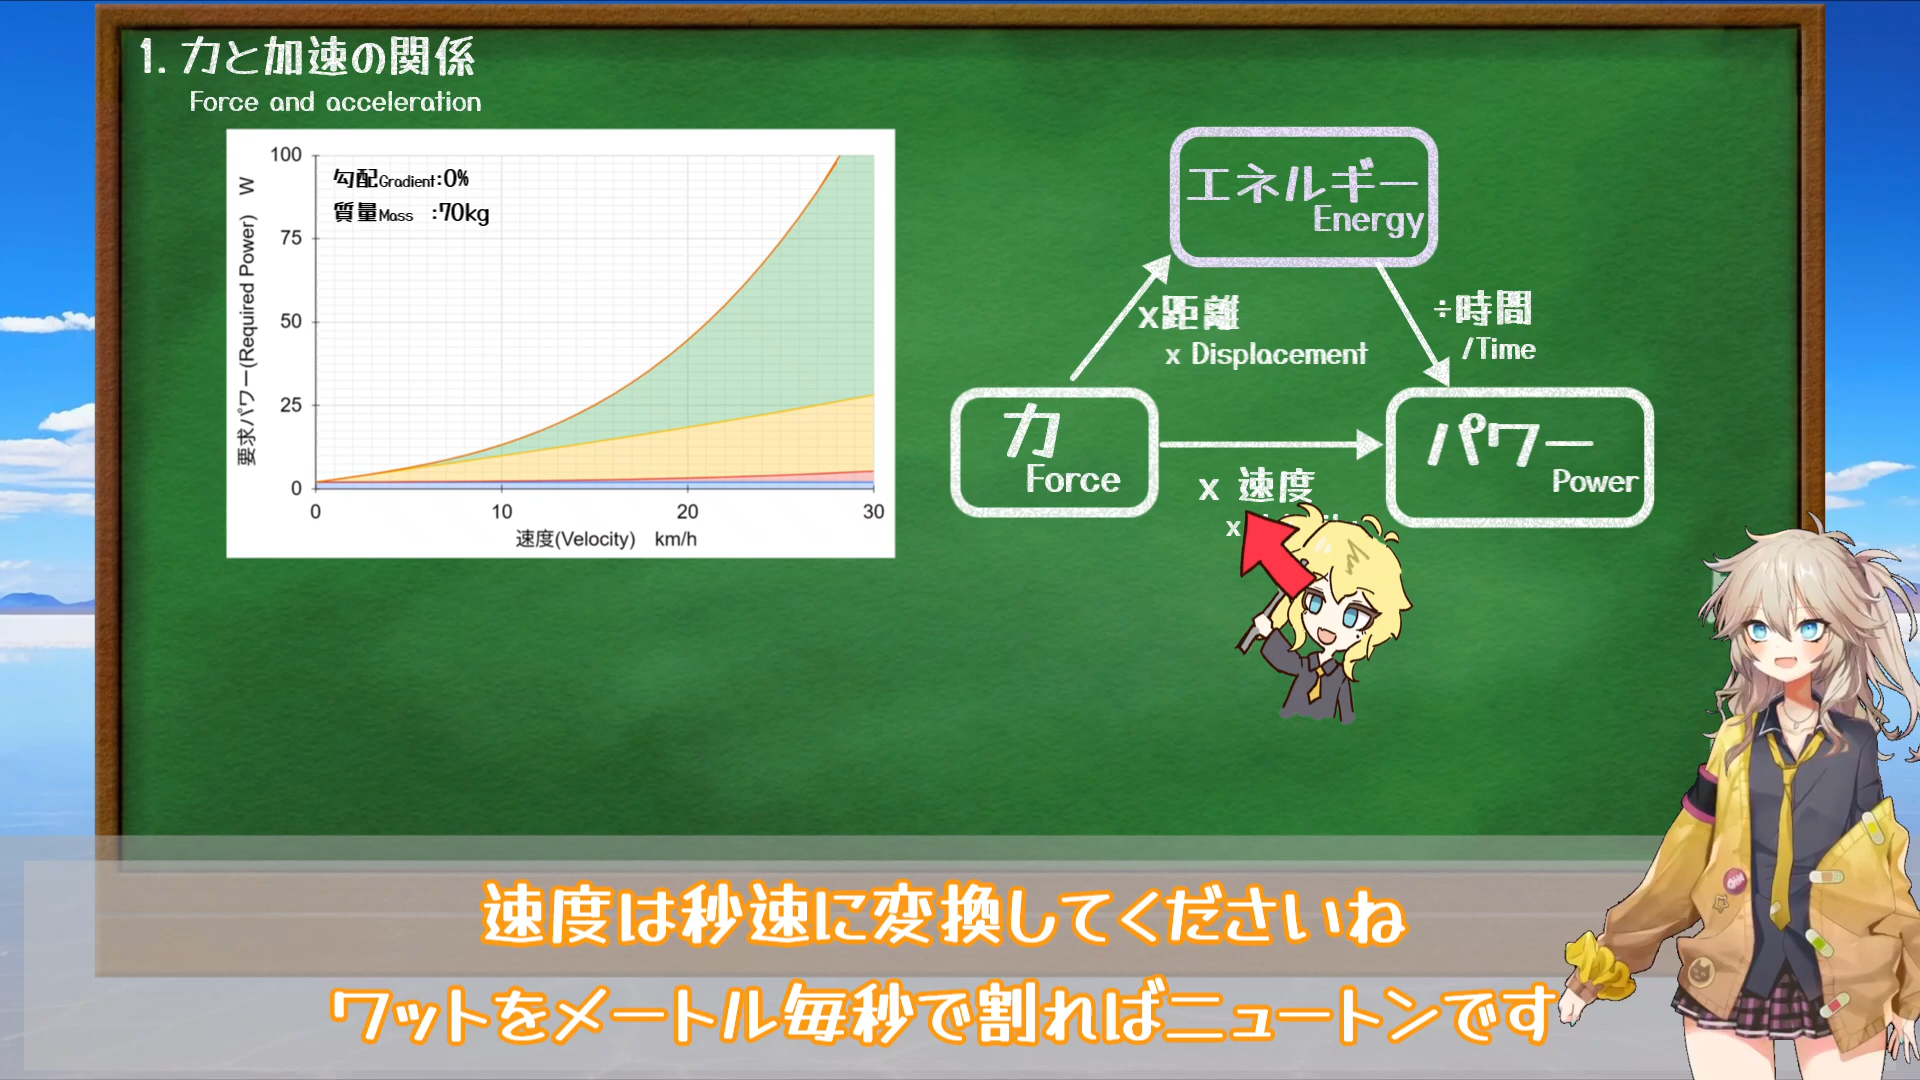 1. 力と加速の関係
Force and acceleration
勾配Gradient:0%
質量Mass :70kg
100
75
50
25
0
要求パワー(Required Power) W
0
10
20
30
速度(Velocity) km/h
エネルギー
Energy
x距離
x Displacement
÷時間
/Time
力
Force
パワー
Power
x 速度
x
速度は秒速に変換してくださいね
ワットをメートル毎秒で割ればニュートンです